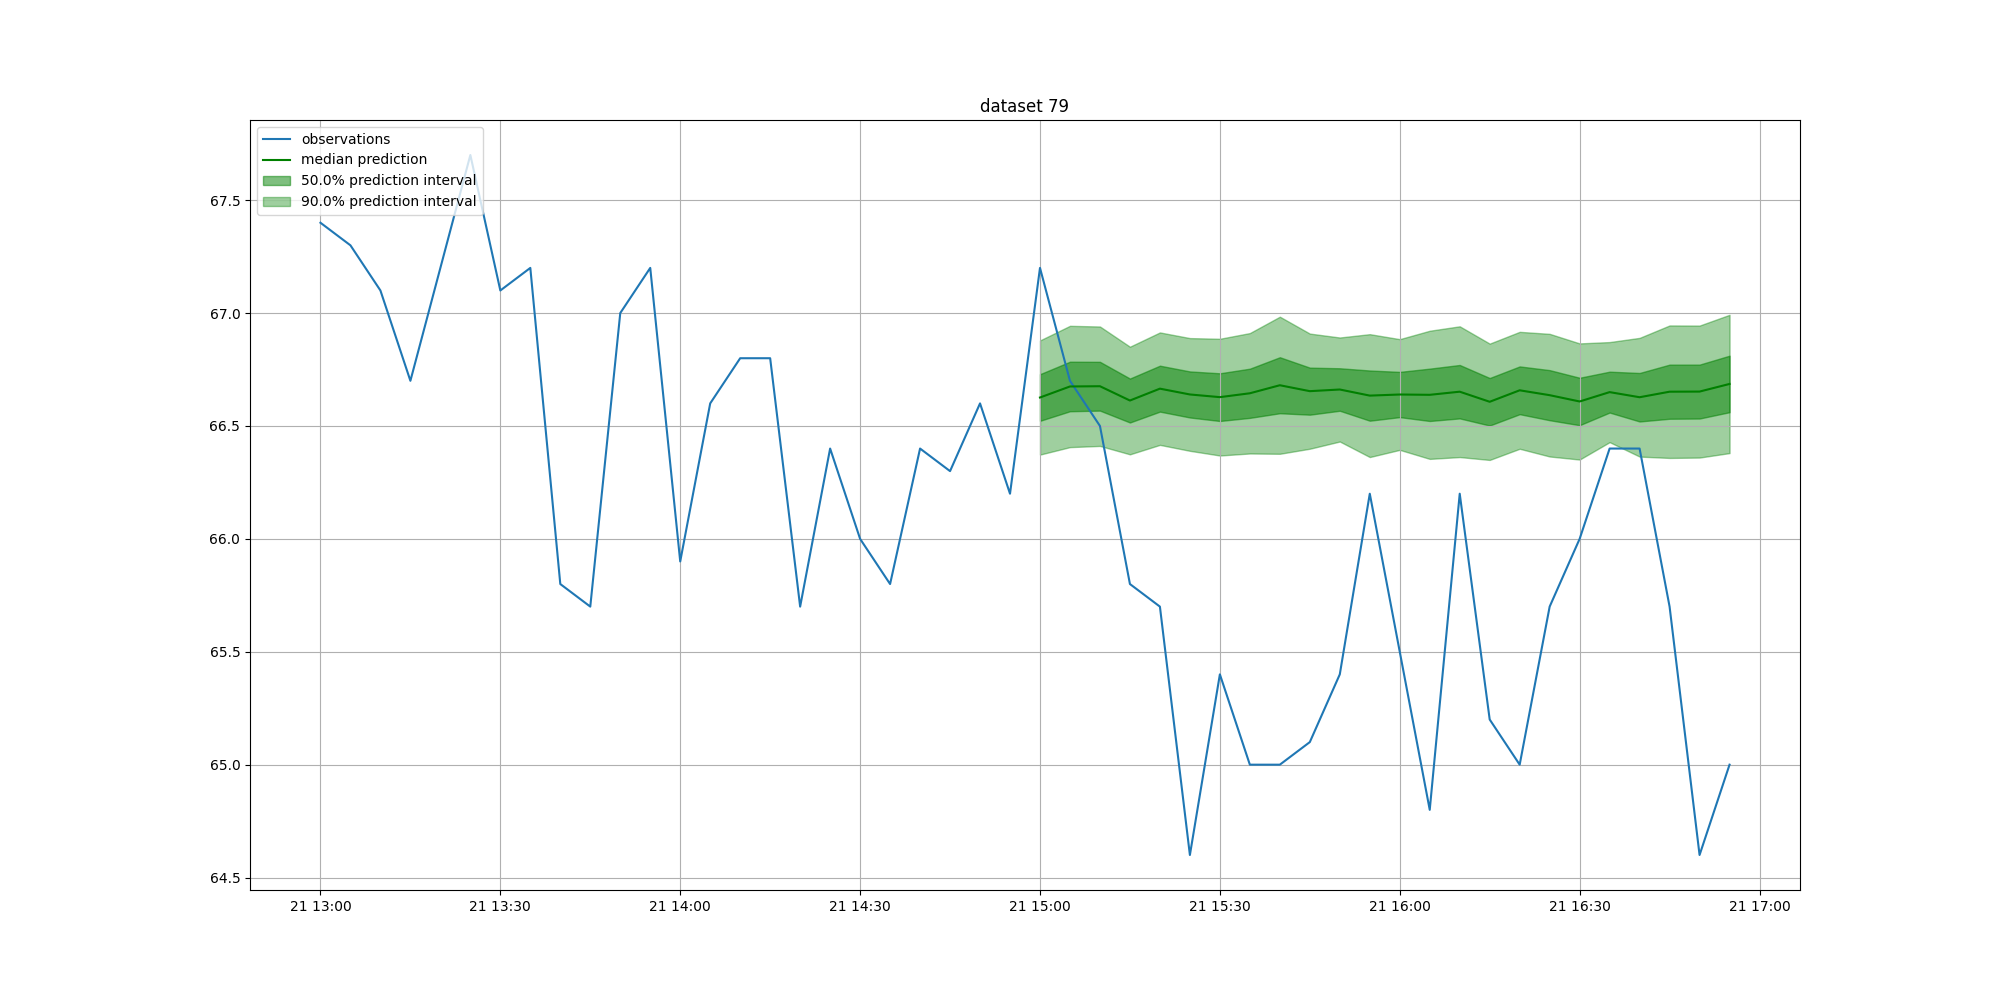 dataset 79
observations
median prediction
50.0% prediction interval
90.0% prediction interval
67.5
67.0
66.5
66.0
65.5
65.0
64.5
21 13:00 21 13:30 21 14:00 21 14:30 21 15:00 21 15:30 21 16:00 21 16:30 21 17:00